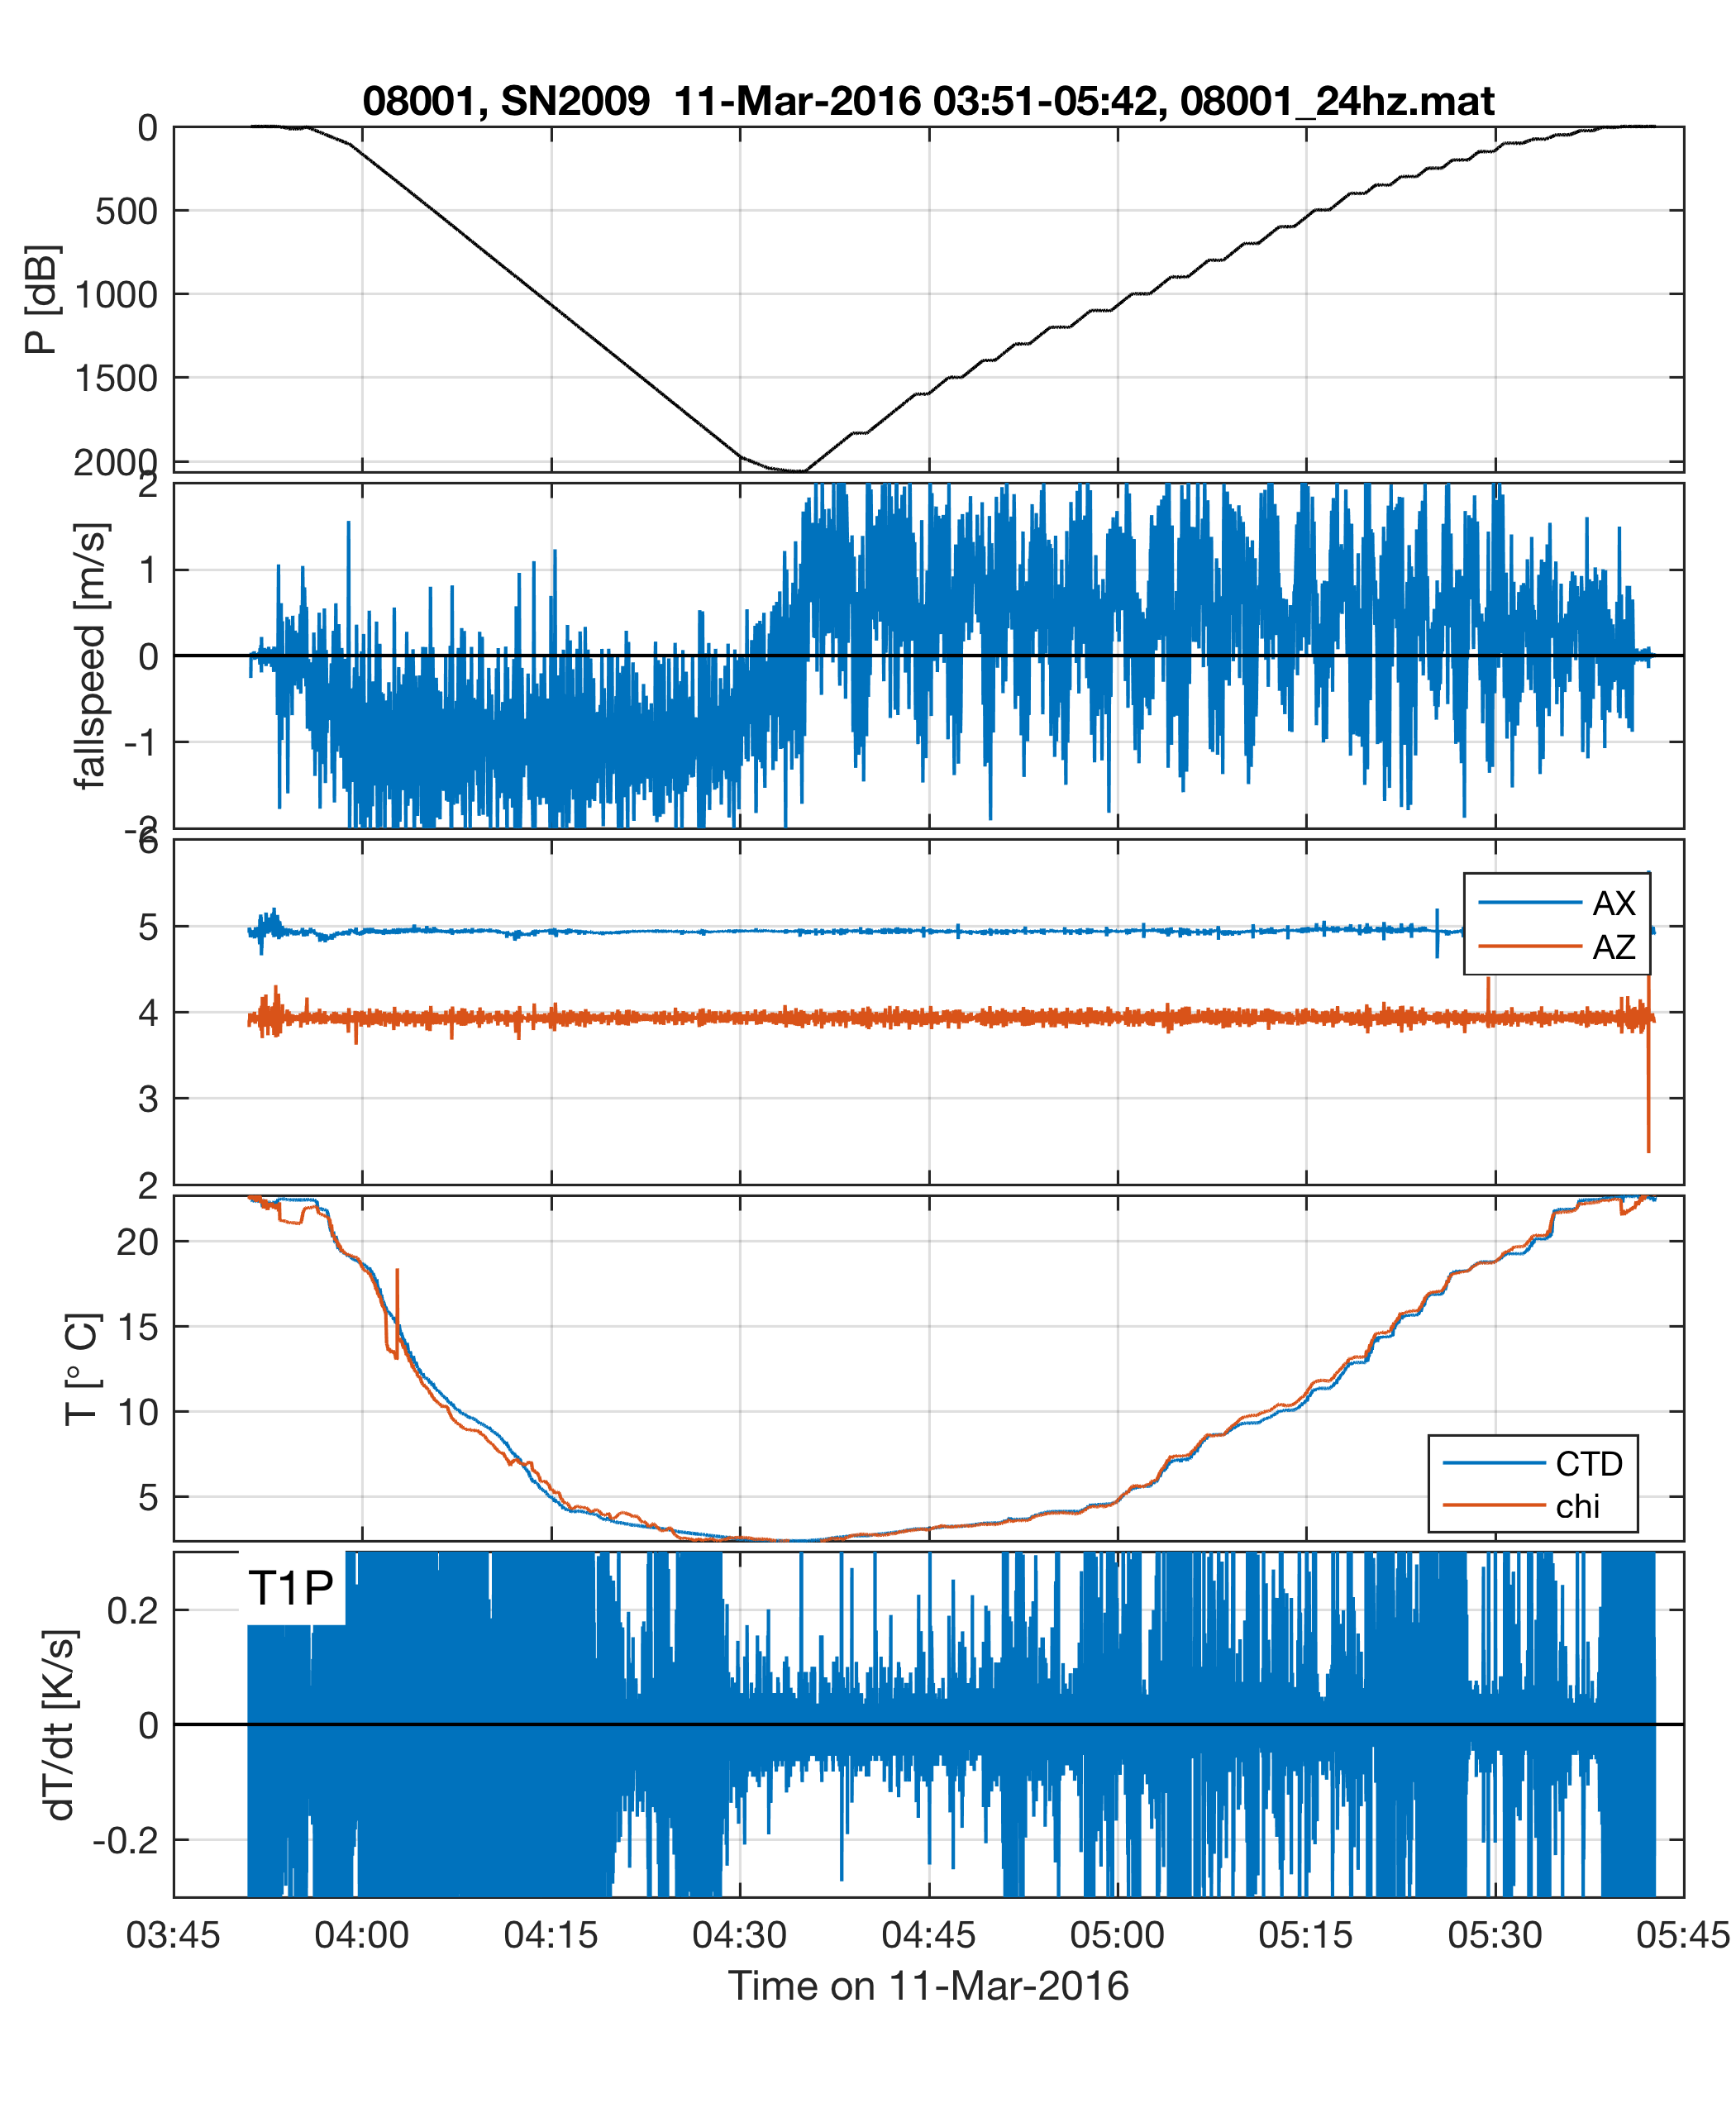 08001, SN2009  11-Mar-2016 03:51-05:42, 08001_24hz.mat
0
500
1000
1500
2000
P [dB]
2
1
0
-1
-2
fallspeed [m/s]
6
5
4
3
2
AX
AZ
20
15
10
5
T [° C]
CTD
chi
T1P
0.2
0
-0.2
dT/dt [K/s]
03:45 04:00 04:15 04:30 04:45 05:00 05:15 05:30 05:45
Time on 11-Mar-2016